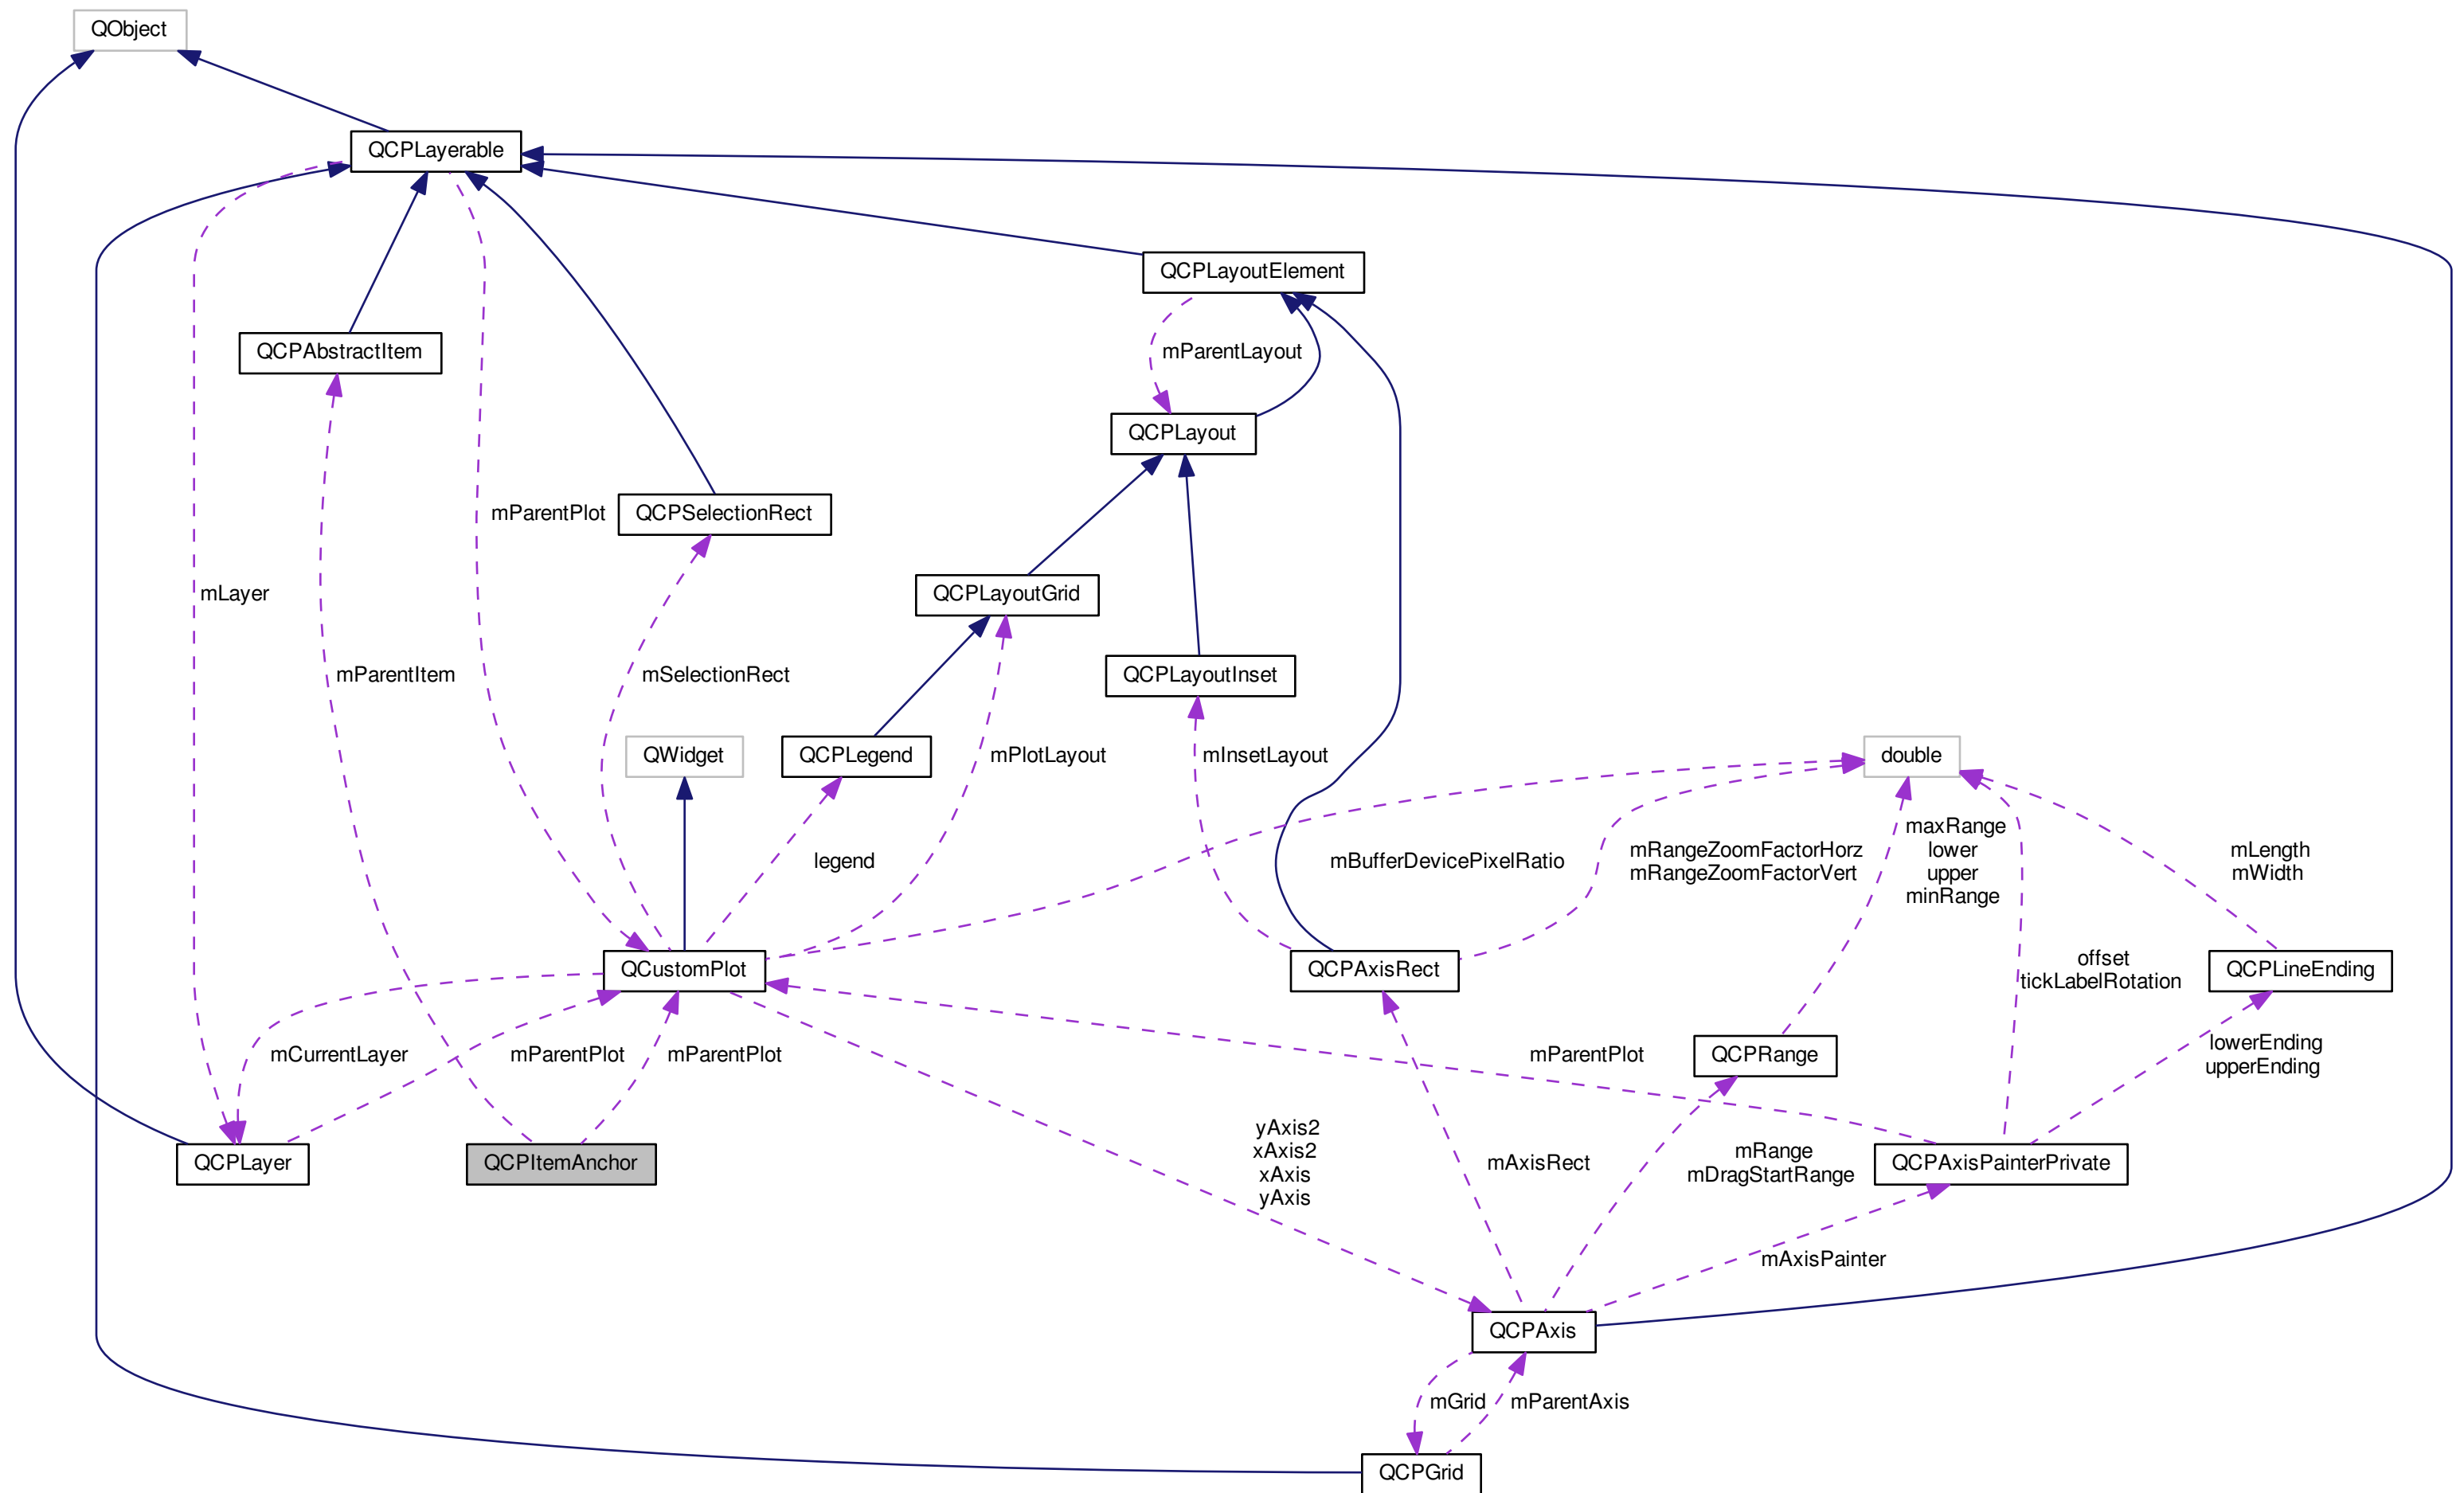 QObject
QCPLayerable
QCPLayoutElement
QCPAbstractItem
mParentLayout
QCPLayout
mParentPlot
QCPSelectionRect
mLayer
QCPLayoutGrid
mParentItem
mSelectionRect
QCPLayoutInset
QWidget
QCPLegend
mPlotLayout
mInsetLayout
double
legend
mBufferDevicePixelRatio
mRangeZoomFactorHorz
mRangeZoomFactorVert
maxRange
lower
upper
minRange
mLength
mWidth
QCustomPlot
QCPAxisRect
offset
tickLabelRotation
QCPLineEnding
mCurrentLayer
mParentPlot
mParentPlot
mParentPlot
QCPRange
lowerEnding
upperEnding
QCPLayer
QCPItemAnchor
yAxis2
xAxis2
xAxis
yAxis
mAxisRect
mRange
mDragStartRange
QCPAxisPainterPrivate
mAxisPainter
QCPAxis
mGrid
mParentAxis
QCPGrid